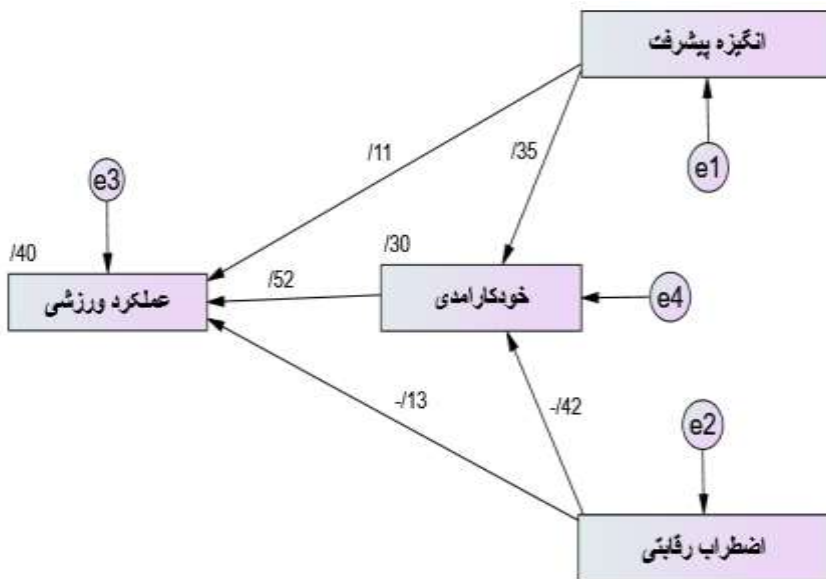 انگیزه پیشرفت
e1
/11
/35
e3
/40
/30
عملکرد ورزشی
/52
خودکارامدی
e4
-/13
-/42
e2
اضطراب رقابتی